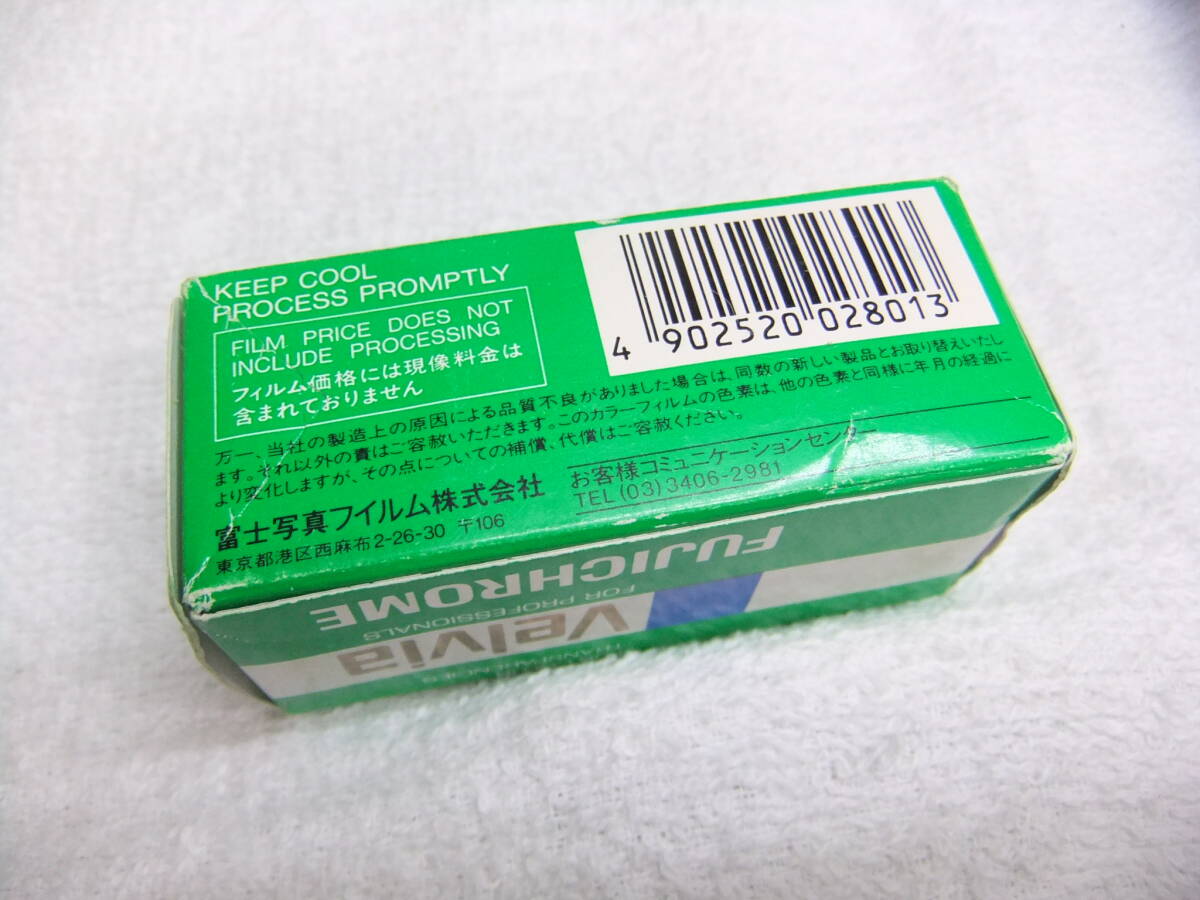 KEEP COOL
PROCESS PROMPTLY
FILM PRICE DOES NOT
INCLUDE PROCESSING
フィルム価格には現像料金は
含まれておりません
4 902520 028013
万一、当社の製造上の原因による品質不良がありました場合は、同数の新しい製品とお取り替えいたし
ます。それ以外の責はご容赦いただきます。このカラーフィルムの色素は、他の色素と同様に年月の経過に
より変化しますが、その点についての補償、代償はご容赦ください。
富士写真フイルム株式会社
東京都港区西麻布2-26-30 〒106
お客様コミュニケーションセンター
TEL (03) 3406-2981
FUJICHROME
FOR PROFESSIONALS
Velvia
TRANSPARENCIES